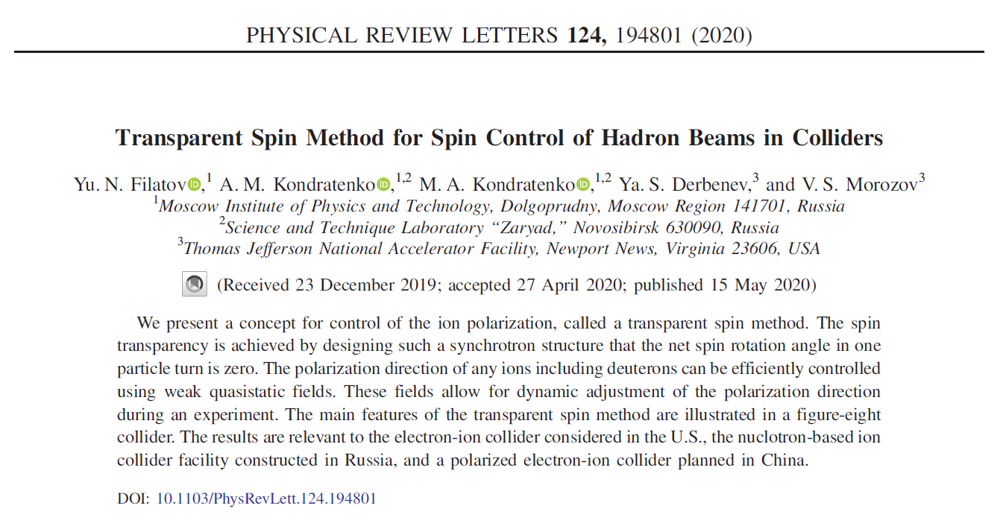 PHYSICAL REVIEW LETTERS 124, 194801 (2020)
Transparent Spin Method for Spin Control of Hadron Beams in Colliders
Yu. N. Filatov iD,1 A. M. Kondratenko iD,1,2 M. A. Kondratenko iD,1,2 Ya. S. Derbenev,3 and V. S. Morozov3
1Moscow Institute of Physics and Technology, Dolgoprudny, Moscow Region 141701, Russia
2Science and Technique Laboratory “Zaryad,” Novosibirsk 630090, Russia
3Thomas Jefferson National Accelerator Facility, Newport News, Virginia 23606, USA
(Received 23 December 2019; accepted 27 April 2020; published 15 May 2020)
We present a concept for control of the ion polarization, called a transparent spin method. The spin
transparency is achieved by designing such a synchrotron structure that the net spin rotation angle in one
particle turn is zero. The polarization direction of any ions including deuterons can be efficiently controlled
using weak quasistatic fields. These fields allow for dynamic adjustment of the polarization direction
during an experiment. The main features of the transparent spin method are illustrated in a figure-eight
collider. The results are relevant to the electron-ion collider considered in the U.S., the nuclotron-based ion
collider facility constructed in Russia, and a polarized electron-ion collider planned in China.
DOI: 10.1103/PhysRevLett.124.194801